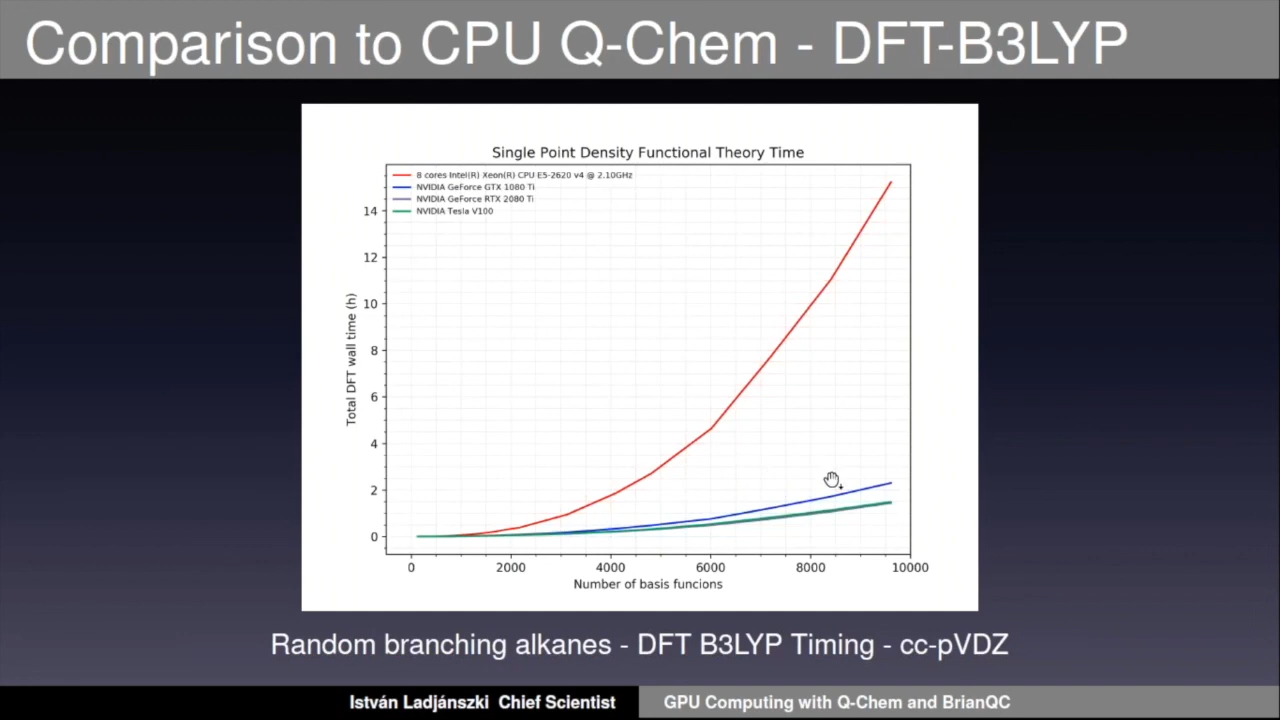 Comparison to CPU Q-Chem - DFT-B3LYP
Single Point Density Functional Theory Time
8 cores Intel(R) Xeon(R) CPU E5-2620 v4 @ 2.10GHz
NVIDIA GeForce GTX 1080 Ti
NVIDIA GeForce RTX 2080 Ti
NVIDIA Tesla V100
Total DFT wall time (h)
14
12
10
8
6
4
2
0
0 2000 4000 6000 8000 10000
Number of basis funcions
Random branching alkanes - DFT B3LYP Timing - cc-pVDZ
István Ladjánszki Chief Scientist
GPU Computing with Q-Chem and BrianQC